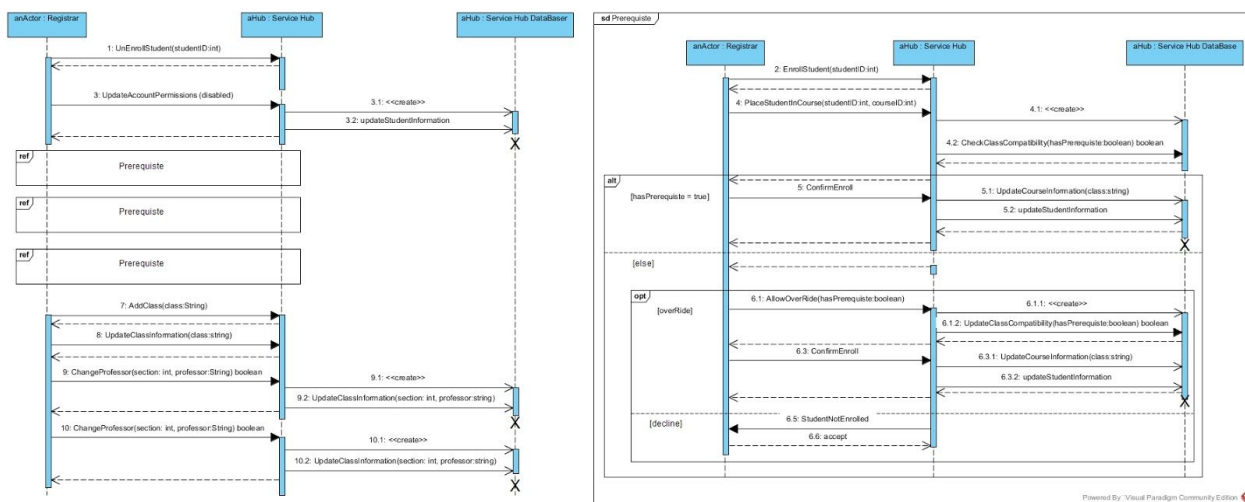 anActor : Registrar
aHub : Service Hub
aHub : Service Hub DataBaser
1: UnEnrollStudent(studentID:int)
3: UpdateAccountPermissions (disabled)
3.1: <<create>>
3.2: updateStudentInformation
ref
Prerequiste
ref
Prerequiste
ref
Prerequiste
7: AddClass(class:String)
8: UpdateClassInformation(class:string)
9: ChangeProfessor(section: int, professor:String) boolean
9.1: <<create>>
9.2: UpdateClassInformation(section: int, professor:string)
10: ChangeProfessor(section: int, professor:String) boolean
10.1: <<create>>
10.2: UpdateClassInformation(section: int, professor:string)
sd Prerequiste
anActor : Registrar
aHub : Service Hub
aHub : Service Hub DataBase
2: EnrollStudent(studentID:int)
4: PlaceStudentInCourse(studentID:int, courseID:int)
4.1: <<create>>
4.2: CheckClassCompatibility(hasPrerequiste:boolean) boolean
alt
[hasPrerequiste = true]
5: ConfirmEnroll
5.1: UpdateCourseInformation(class:string)
5.2: updateStudentInformation
[else]
opt
[overRide]
6.1: AllowOverRide(hasPrerequiste:boolean)
6.1.1: <<create>>
6.1.2: UpdateClassCompatibility(hasPrerequiste:boolean) boolean
6.3: ConfirmEnroll
6.3.1: UpdateCourseInformation(class:string)
6.3.2: updateStudentInformation
[decline]
6.5: StudentNotEnrolled
6.6: accept
Powered By Visual Paradigm Community Edition